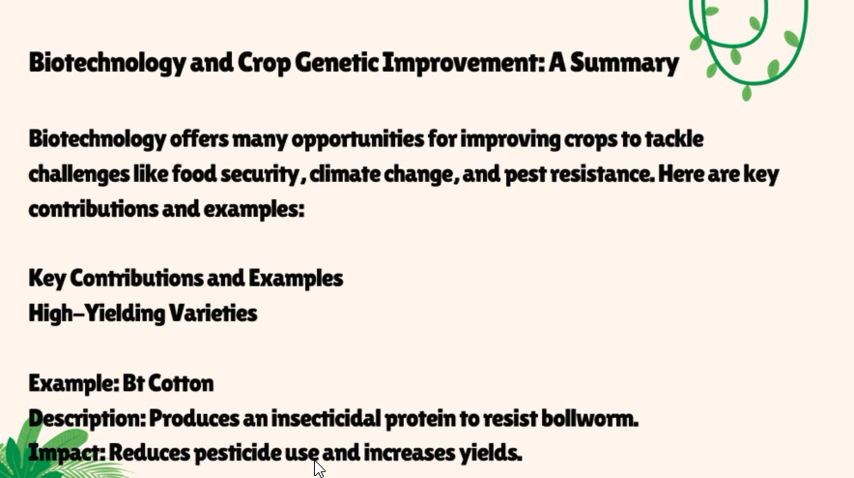 Biotechnology and Crop Genetic Improvement: A Summary
Biotechnology offers many opportunities for improving crops to tackle
challenges like food security, climate change, and pest resistance. Here are key
contributions and examples:
Key Contributions and Examples
High-Yielding Varieties
Example: Bt Cotton
Description: Produces an insecticidal protein to resist bollworm.
Impact: Reduces pesticide use and increases yields.